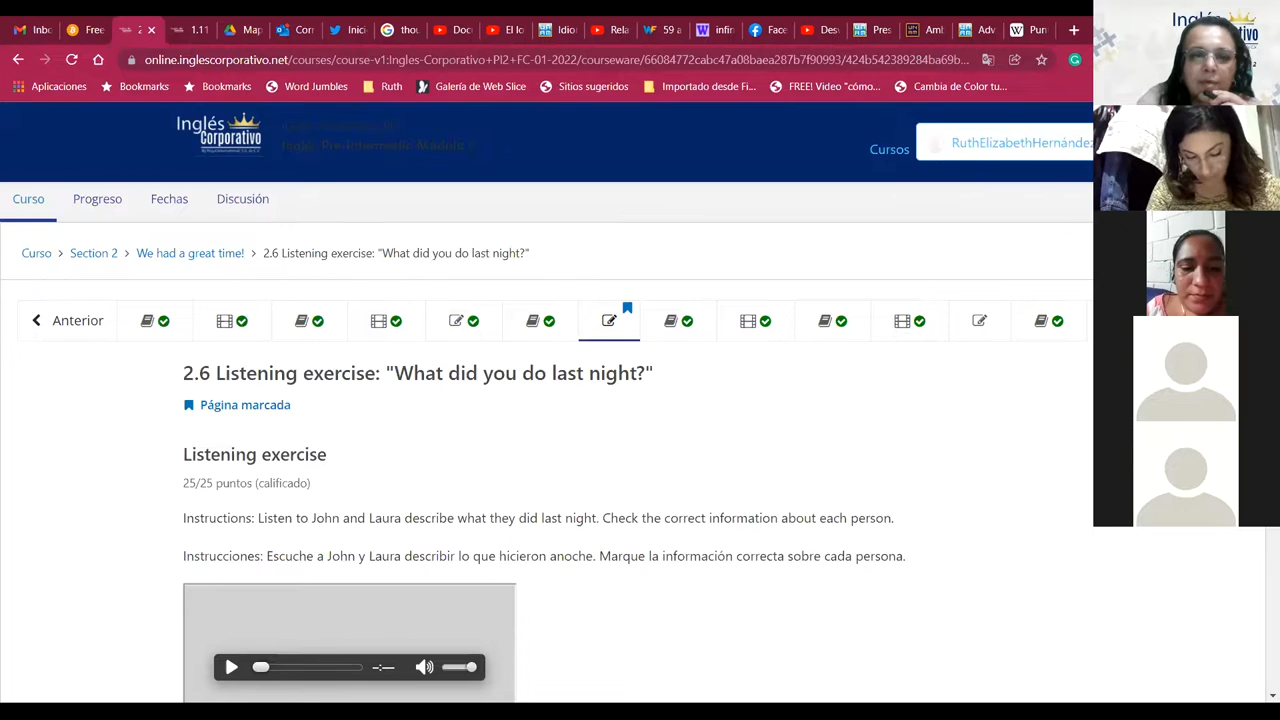 Inbo
Free
2
1.11
Map
Corr
Inici
thou
Doc
El lo
Idio
Rela
59 a
infir
Face
Des
Pres
Amb
Adv
Pun
online.inglescorporativo.net/courses/course-v1:Ingles-Corporativo+PI2+FC-01-2022/courseware/66084772cabc47a08baea287b7f90993/424b542389284ba69b...
Aplicaciones
Bookmarks
Bookmarks
Word Jumbles
Ruth
Galería de Web Slice
Sitios sugeridos
Importado desde Fi...
FREE! Video "cómo...
Cambia de Color tu...
Inglés
Corporativo
Cursos
RuthElizabethHernández
Curso
Progreso
Fechas
Discusión
Curso > Section 2 > We had a great time! > 2.6 Listening exercise: "What did you do last night?"
Anterior
2.6 Listening exercise: "What did you do last night?"
Página marcada
Listening exercise
25/25 puntos (calificado)
Instructions: Listen to John and Laura describe what they did last night. Check the correct information about each person.
Instrucciones: Escuche a John y Laura describir lo que hicieron anoche. Marque la información correcta sobre cada persona.
-:--